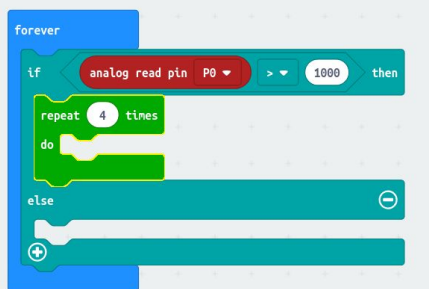 forever
if analog read pin P0 > 1000 then
repeat 4 times
do
else